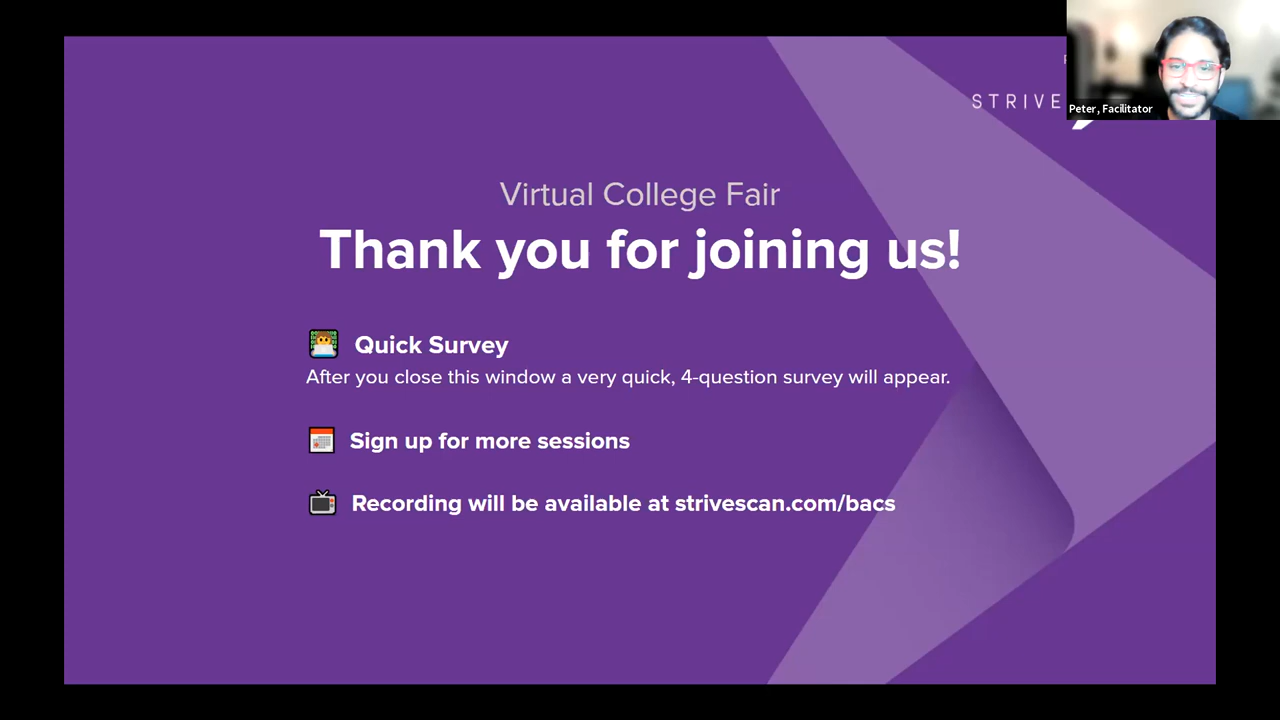 STRIVE
Peter, Facilitator
Virtual College Fair
Thank you for joining us!
Quick Survey
After you close this window a very quick, 4-question survey will appear.
Sign up for more sessions
Recording will be available at strivescan.com/bacs